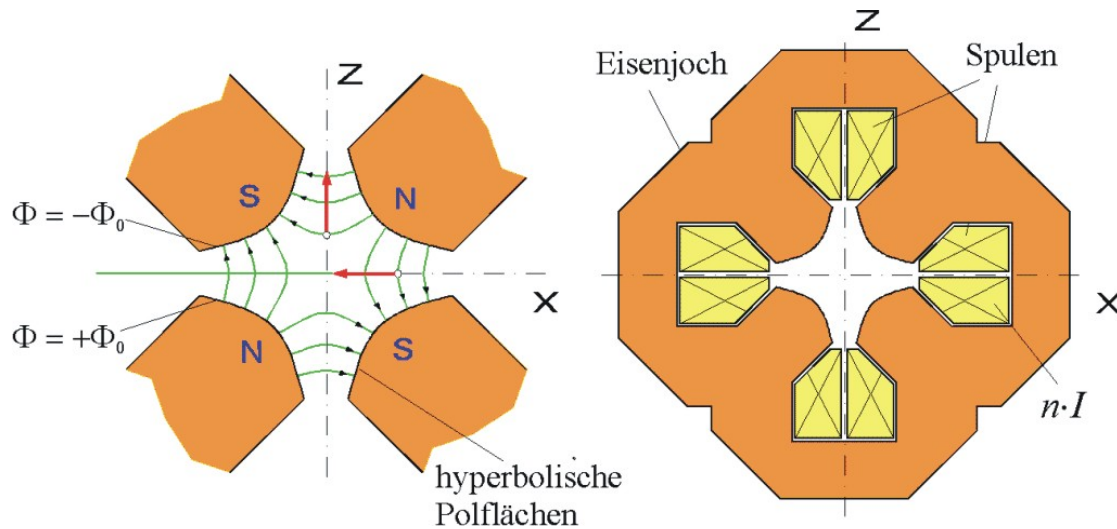 Z
S
N
Φ = −Φ₀
X
Φ = +Φ₀
N
S
hyperbolische
Polflächen
Z
Eisenjoch
Spulen
X
n·I